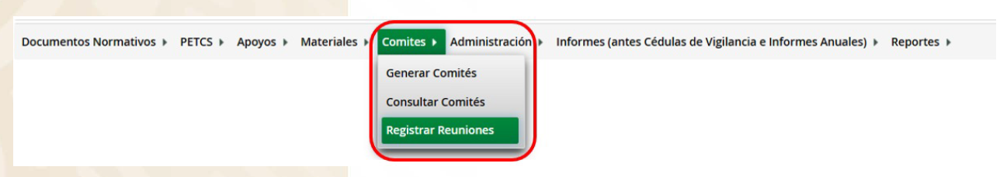 Documentos Normativos PETCS Apoyos Materiales Comites Administración Informes (antes Cédulas de Vigilancia e Informes Anuales) Reportes
Generar Comités
Consultar Comités
Registrar Reuniones